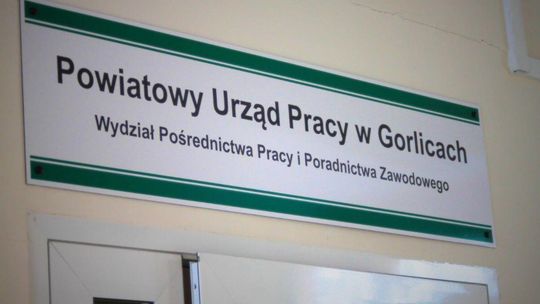 Powiatowy Urząd Pracy w Gorlicach
Wydział Pośrednictwa Pracy i Poradnictwa Zawodowego